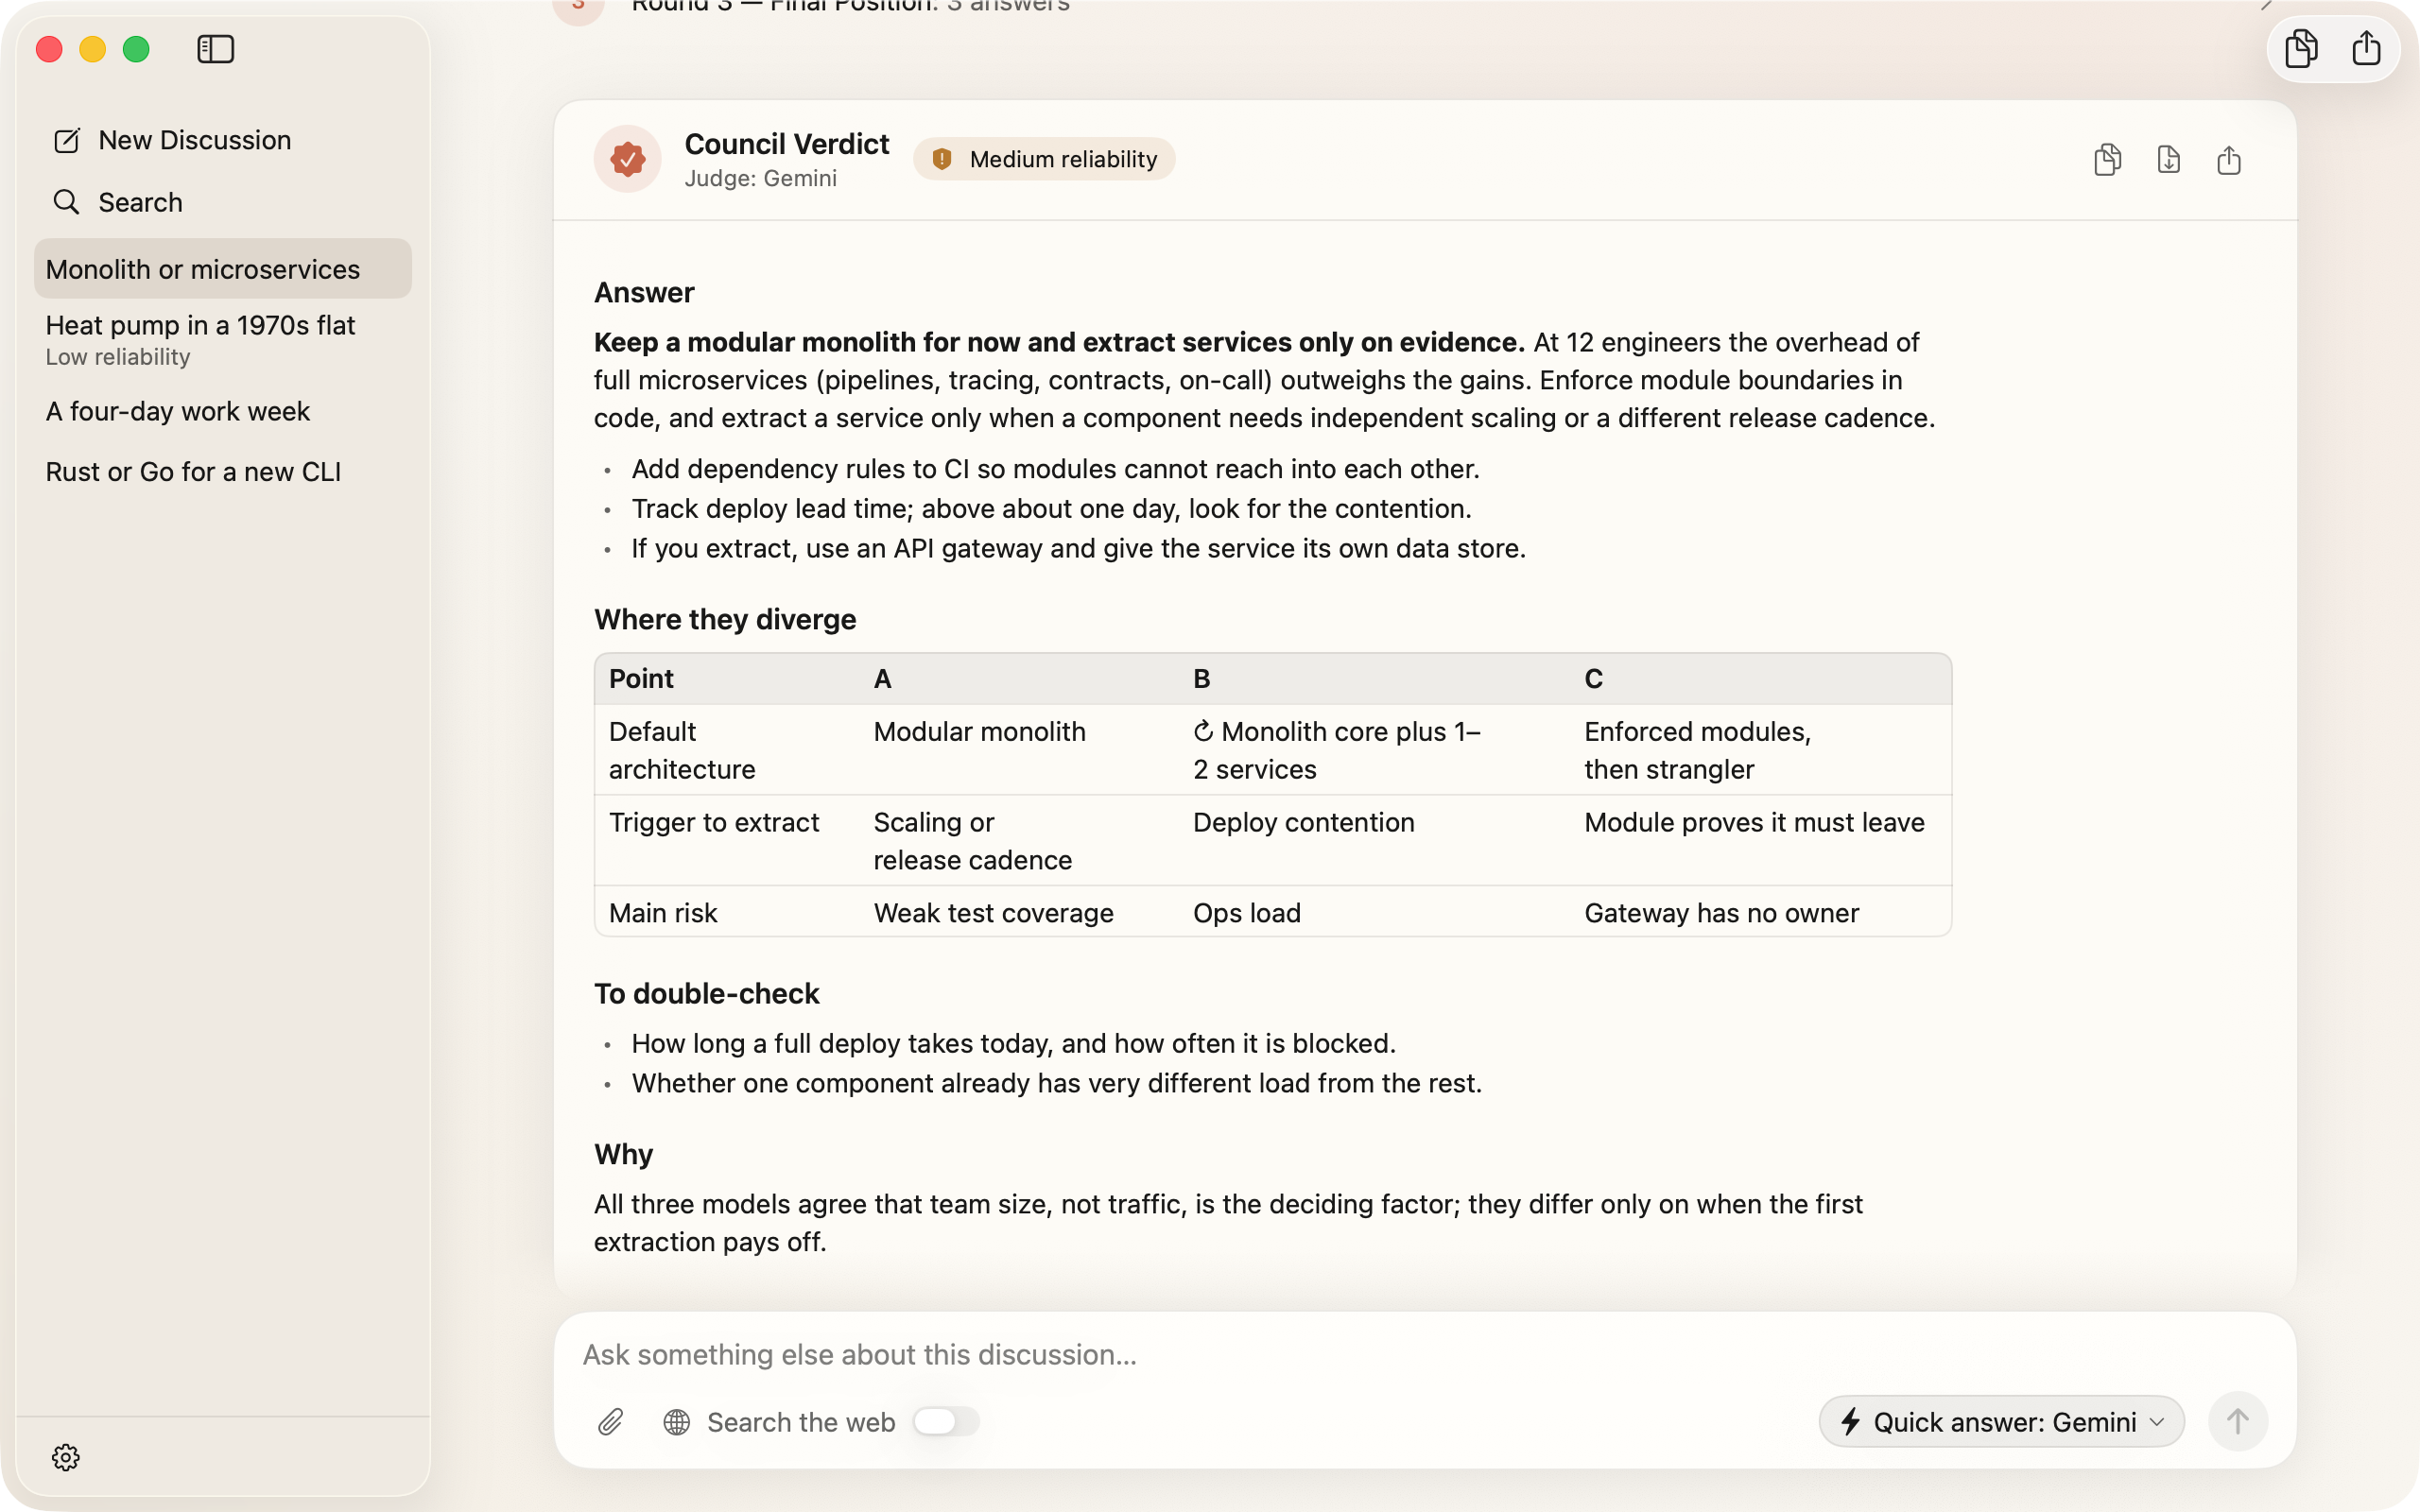 3 Round 3 — Final Position. 3 answers
New Discussion
Search
Monolith or microservices
Heat pump in a 1970s flat
Low reliability
A four-day work week
Rust or Go for a new CLI
Council Verdict
Judge: Gemini
Medium reliability
Answer
Keep a modular monolith for now and extract services only on evidence. At 12 engineers the overhead of
full microservices (pipelines, tracing, contracts, on-call) outweighs the gains. Enforce module boundaries in
code, and extract a service only when a component needs independent scaling or a different release cadence.
• Add dependency rules to CI so modules cannot reach into each other.
• Track deploy lead time; above about one day, look for the contention.
• If you extract, use an API gateway and give the service its own data store.
Where they diverge
Point A B C
Default Modular monolith ↻ Monolith core plus 1– Enforced modules,
architecture 2 services then strangler
Trigger to extract Scaling or Deploy contention Module proves it must leave
release cadence
Main risk Weak test coverage Ops load Gateway has no owner
To double-check
• How long a full deploy takes today, and how often it is blocked.
• Whether one component already has very different load from the rest.
Why
All three models agree that team size, not traffic, is the deciding factor; they differ only on when the first
extraction pays off.
Ask something else about this discussion...
Search the web
Quick answer: Gemini